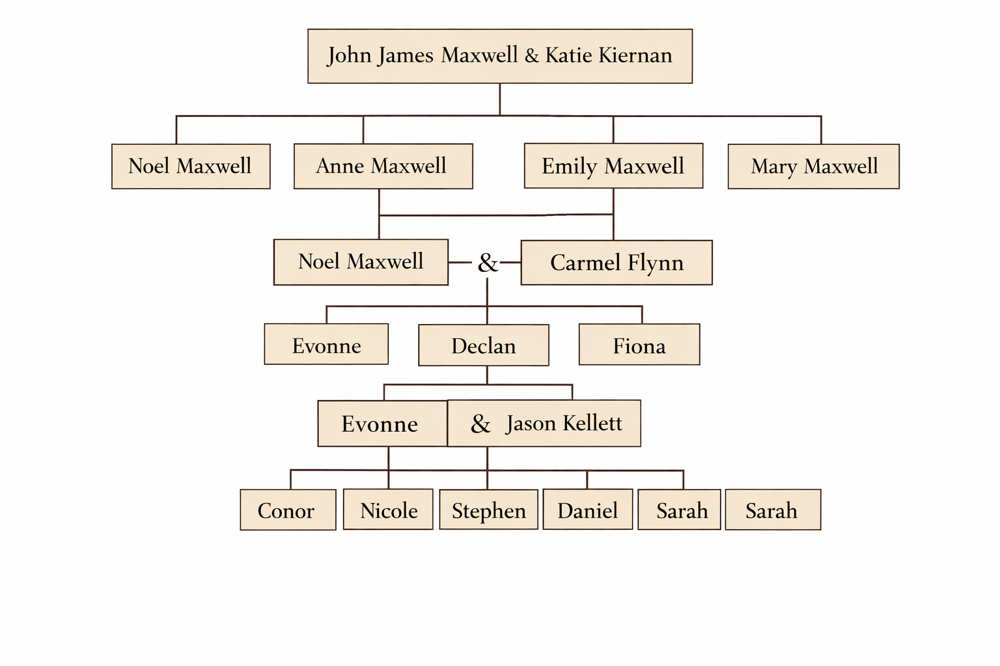 John James Maxwell & Katie Kiernan
Noel Maxwell
Anne Maxwell
Emily Maxwell
Mary Maxwell
Noel Maxwell
&
Carmel Flynn
Evonne
Declan
Fiona
Evonne
& Jason Kellett
Conor
Nicole
Stephen
Daniel
Sarah
Sarah